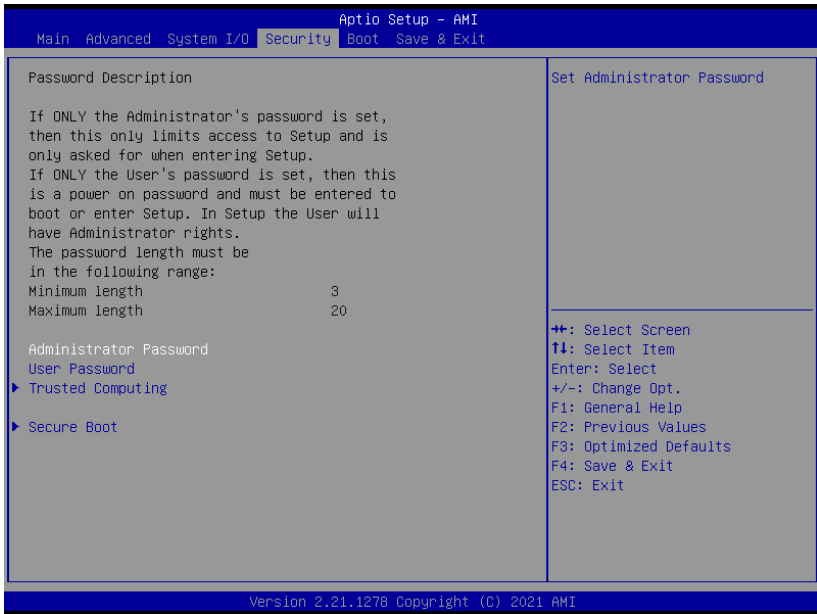 Aptio Setup – AMI
Main Advanced System I/O Security Boot Save & Exit
Password Description
If ONLY the Administrator's password is set,
then this only limits access to Setup and is
only asked for when entering Setup.
If ONLY the User's password is set, then this
is a power on password and must be entered to
boot or enter Setup. In Setup the User will
have Administrator rights.
The password length must be
in the following range:
Minimum length 3
Maximum length 20
Administrator Password
User Password
Trusted Computing
Secure Boot
Set Administrator Password
→←: Select Screen
↑↓: Select Item
Enter: Select
+/-: Change Opt.
F1: General Help
F2: Previous Values
F3: Optimized Defaults
F4: Save & Exit
ESC: Exit
Version 2.21.1278 Copyright (C) 2021 AMI